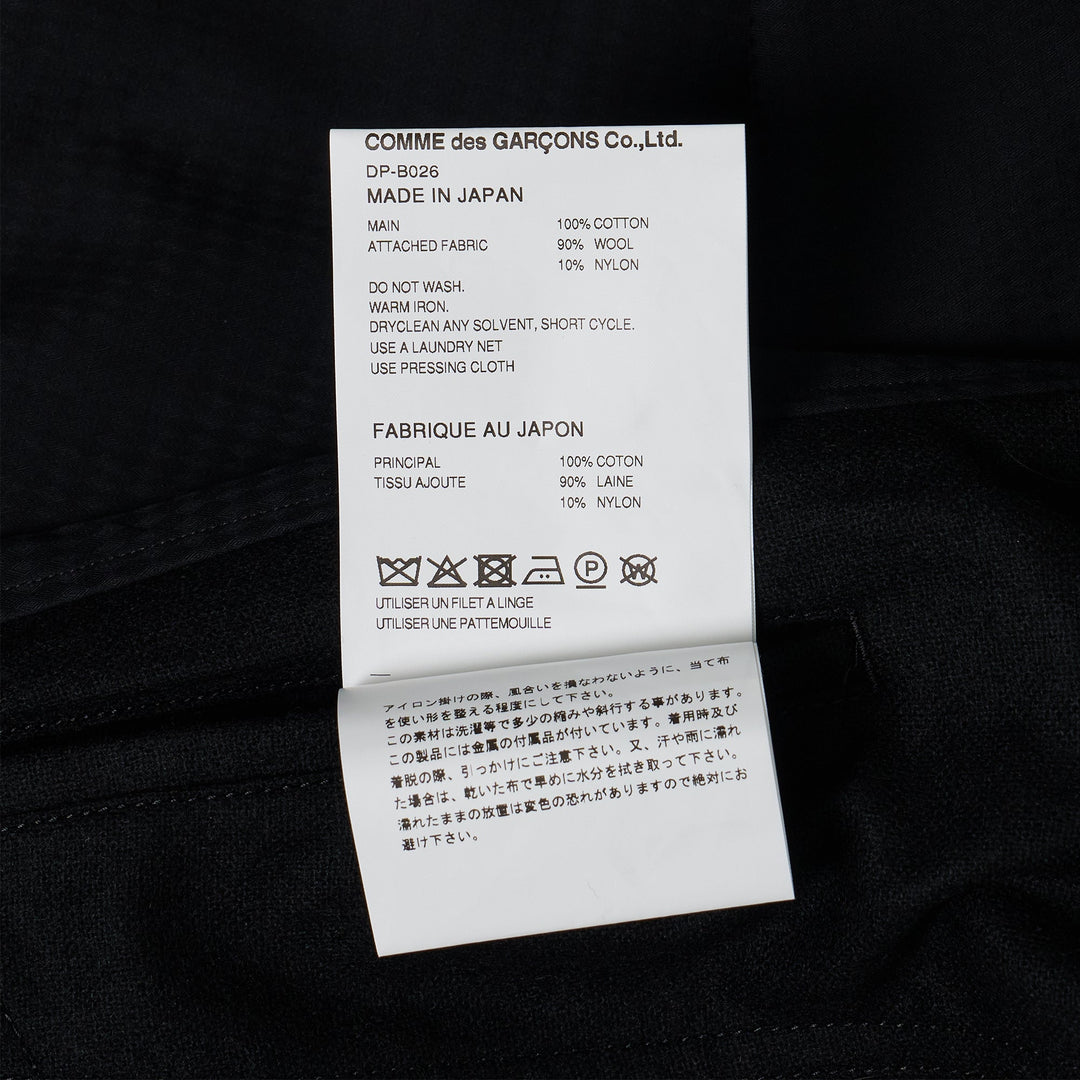 COMME des GARÇONS Co.,Ltd.
DP-B026
MADE IN JAPAN
MAIN 100% COTTON
ATTACHED FABRIC 90% WOOL
10% NYLON
DO NOT WASH.
WARM IRON.
DRYCLEAN ANY SOLVENT, SHORT CYCLE.
USE A LAUNDRY NET
USE PRESSING CLOTH
FABRIQUE AU JAPON
PRINCIPAL 100% COTON
TISSU AJOUTE 90% LAINE
10% NYLON
P W
UTILISER UN FILET A LINGE
UTILISER UNE PATTEMOUILLE
アイロン掛けの際、風合いを損なわないように、当て布
を使い形を整える程度にして下さい。
この素材は洗濯等で多少の縮みや斜行する事があります。
この製品には金属の付属品が付いています。着用時及び
着脱の際、引っかけにご注意下さい。又、汗や雨に濡れ
た場合は、乾いた布で早めに水分を拭き取って下さい。
濡れたままの放置は変色の恐れがありますので絶対にお
避け下さい。